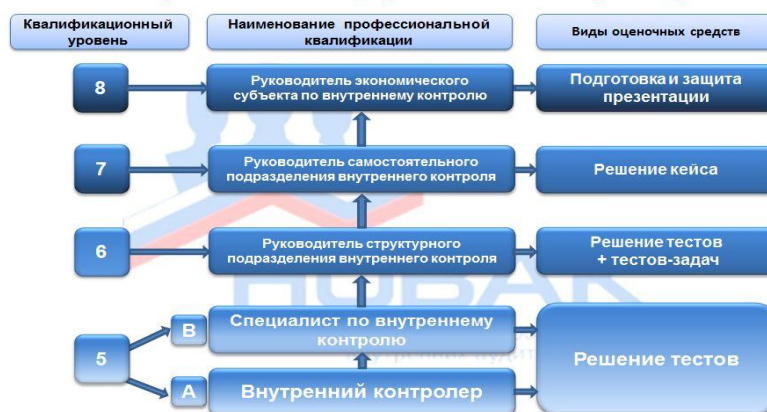 Квалификационный
уровень
Наименование профессиональной
квалификации
Виды оценочных средств
8
Руководитель экономического
субъекта по внутреннему контролю
Подготовка и защита
презентации
7
Руководитель самостоятельного
подразделения внутреннего контроля
Решение кейса
6
Руководитель структурного
подразделения внутреннего контроля
Решение тестов
+ тестов-задач
5
В
Специалист по внутреннему
контролю
А
Внутренний контролер
Решение тестов